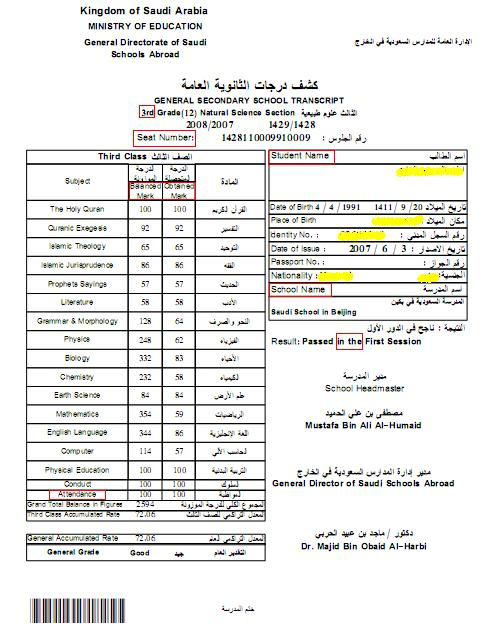 Kingdom of Saudi Arabia
MINISTRY OF EDUCATION
General Directorate of Saudi الإدارة العامة للمدارس السعودية في الخارج
Schools Abroad
كشف درجات الثانوية العامة
GENERAL SECONDARY SCHOOL TRANSCRIPT
3rd Grade(12) Natural Science Section الثالث علوم طبيعية
2008/2007 1429/1428
Seat Number: 1428110009910009 رقم الجلوس :
Third Class الصف الثالث
Subject الدرجة الموزونة Balanced Mark الدرجة المتحصلة Obtained Mark المادة
The Holy Quran 100 100 القرآن الكريم
Quranic Exegesis 92 92 التفسير
Islamic Theology 65 65 التوحيد
Islamic Jurisprudence 86 86 الفقه
Prophets Sayings 57 57 الحديث
Literature 58 58 الأدب
Grammar & Morphology 128 64 النحو والصرف
Physics 248 62 الفيزياء
Biology 332 83 الأحياء
Chemistry 232 58 الكيمياء
Earth Science 84 84 علم الأرض
Mathematics 354 59 الرياضيات
English Language 344 86 اللغة الإنجليزية
Computer 114 57 الحاسب الآلي
Physical Education 100 100 التربية البدنية
Conduct 100 100 السلوك
Attendance 100 100 المواظبة
Grand Total Balance in Figures 2594 المجموع الكلي للدرجة الموزونة
Third Class Accumulated Rate 72.06 المعدل التراكمي للصف الثالث
General Accumulated Rate 72.06 المعدل التراكمي العام
General Grade Good جيد التقدير العام
Student Name اسم الطالب
Date of Birth 4 / 4 / 1991 1411 / 9 / 20 تاريخ الميلاد
Place of Birth مكان الميلاد
Identity No. : رقم السجل المدني :
Date of Issue : 2007 / 6 / 3 تاريخ الاصدار :
Passport No. : رقم الجواز :
Nationality : الجنسية:
School Name اسم المدرسة
المدرسة السعودية في بكين
Saudi School in Beijing
النتيجة : ناجح في الدور الأول
Result: Passed in the First Session
مدير المدرسة
School Headmaster
مصطفى بن علي الحميد
Mustafa Bin Ali Al-Humaid
مدير إدارة المدارس السعودية في الخارج
General Director of Saudi Schools Abroad
دكتور / ماجد بن عبيد الحربي
Dr. Majid Bin Obaid Al-Harbi
ختم المدرسة